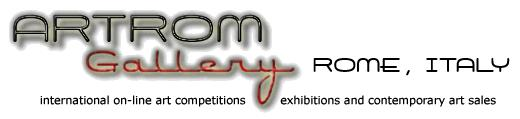 ARTROM
Gallery ROME, ITALY
international on-line art competitions exhibitions and contemporary art sales